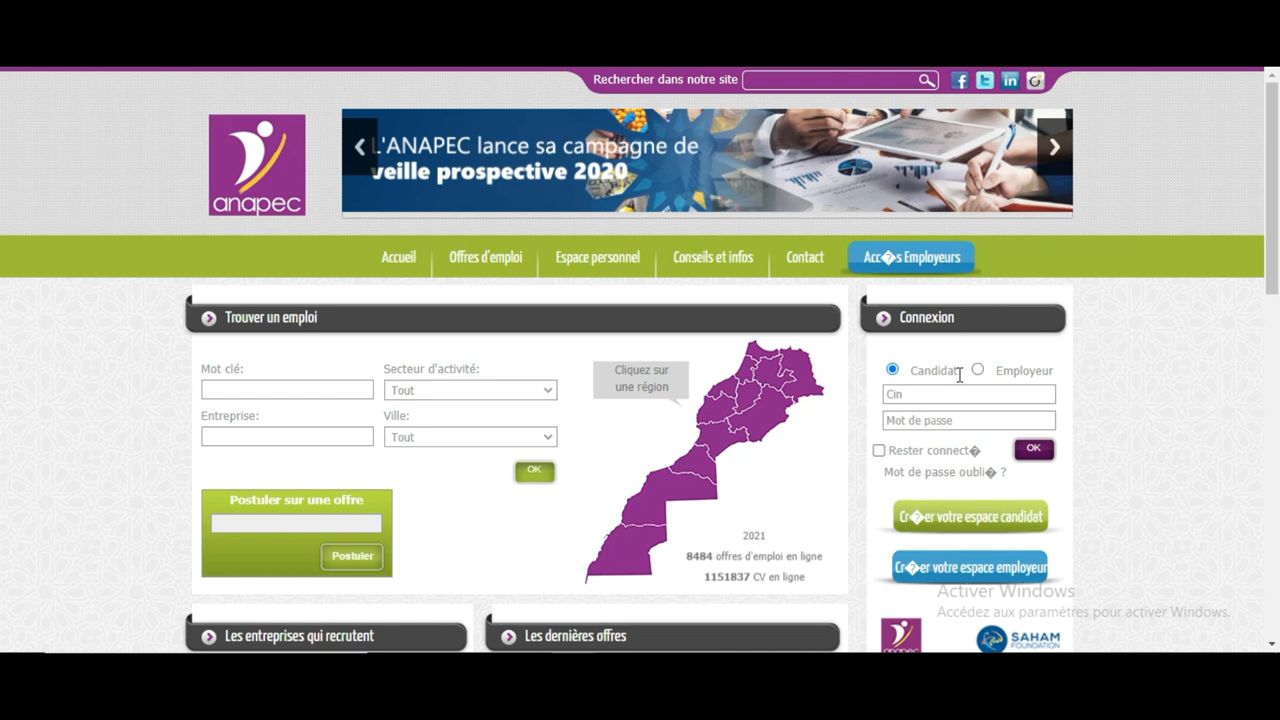 Rechercher dans notre site
anapec
L'ANAPEC lance sa campagne de
veille prospective 2020
Accueil
Offres d'emploi
Espace personnel
Conseils et infos
Contact
Acc�s Employeurs
Trouver un emploi
Mot clé:
Secteur d'activité:
Tout
Entreprise:
Ville:
Tout
OK
Postuler sur une offre
Postuler
Cliquez sur
une région
2021
8484 offres d'emploi en ligne
1151837 CV en ligne
Connexion
Candidat
Employeur
Cin
Mot de passe
Rester connect�
OK
Mot de passe oubli� ?
Cr�er votre espace candidat
Cr�er votre espace employeur
Activer Windows
Accédez aux paramètres pour activer Windows.
Les entreprises qui recrutent
Les dernières offres
anapec
SAHAM
FOUNDATION